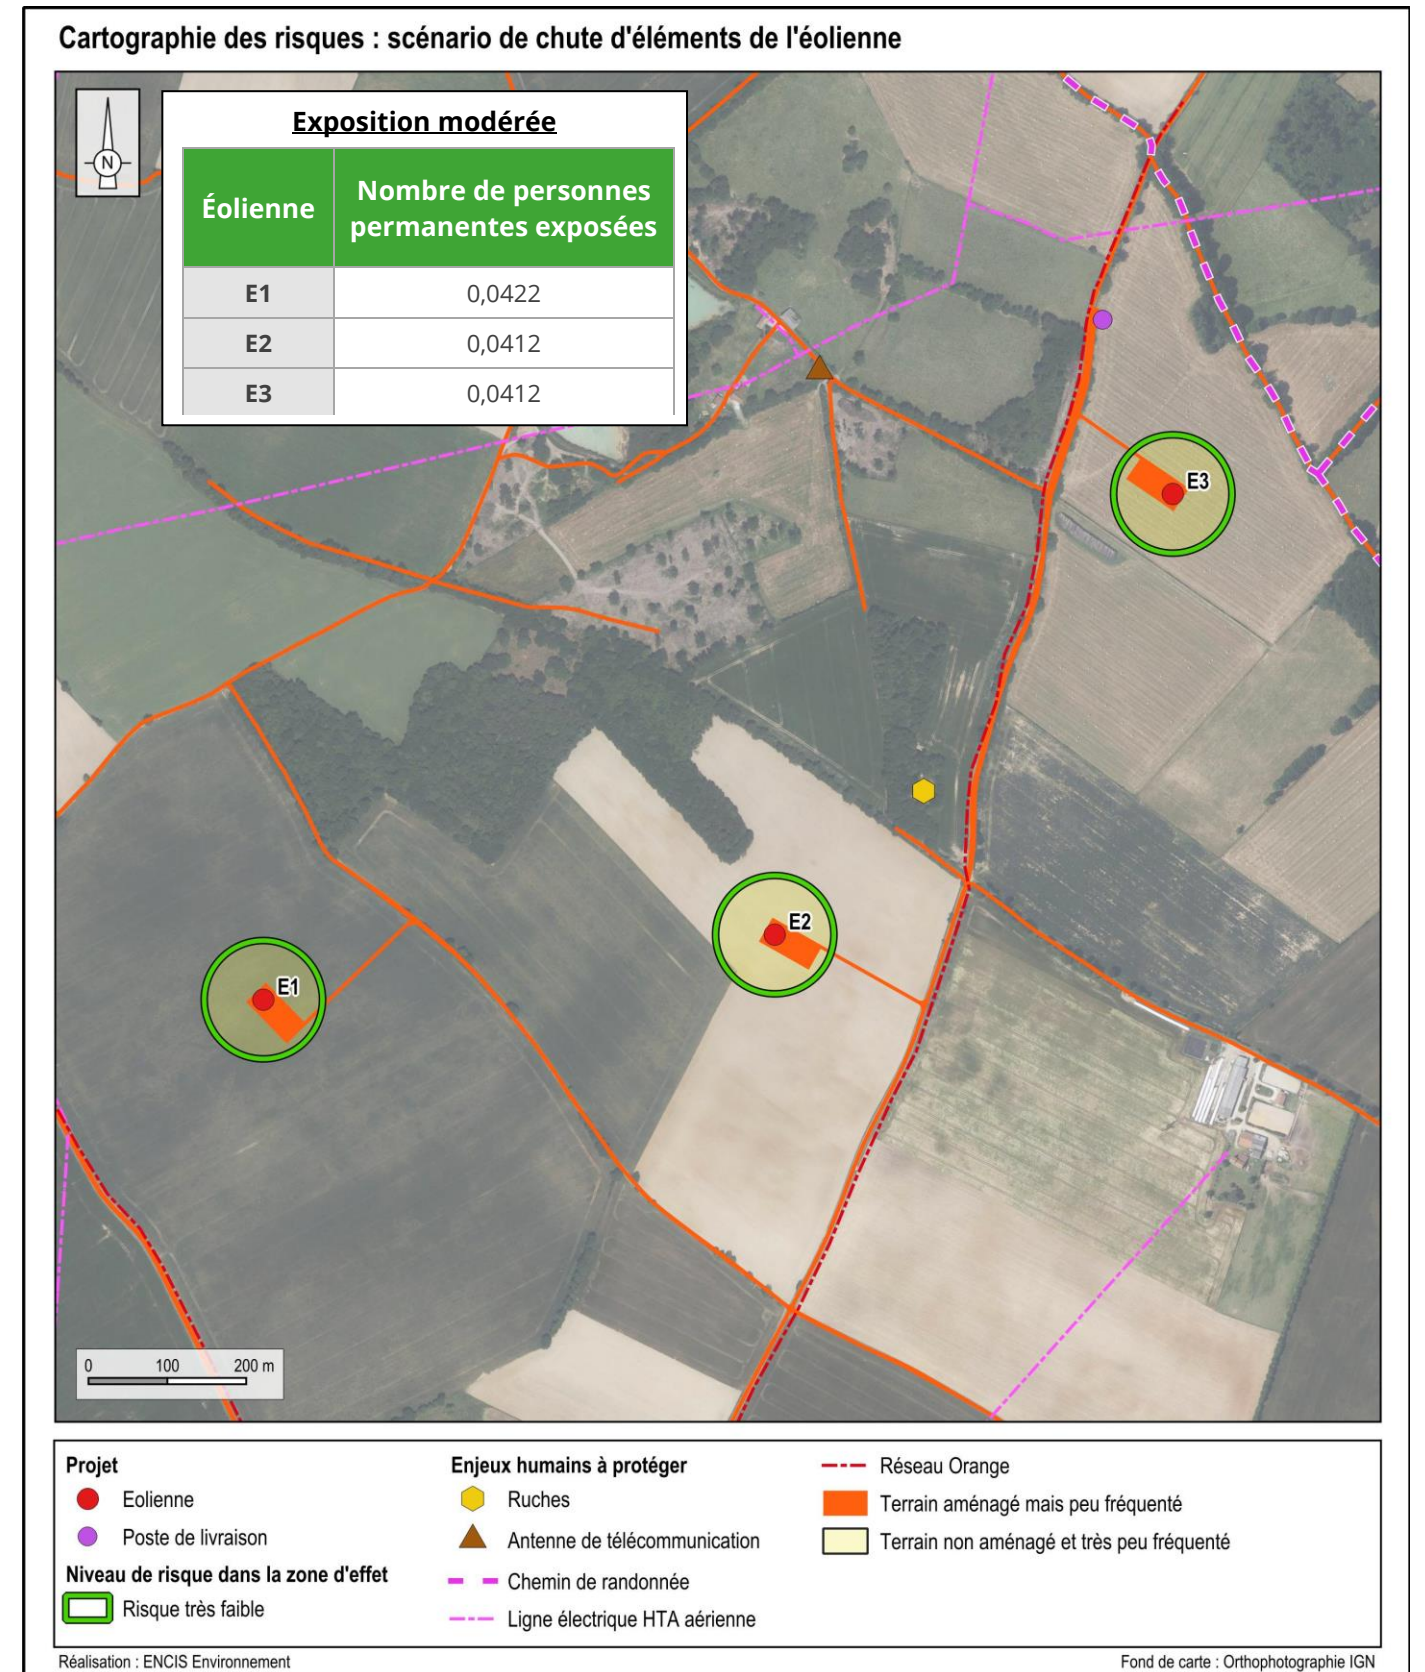 Cartographie des risques : scénario de chute d'éléments de l'éolienne
N
Exposition modérée
Éolienne
Nombre de personnes
permanentes exposées
E1 0,0422
E2 0,0412
E3 0,0412
E3
E2
E1
0 100 200 m
Projet
Eolienne
Poste de livraison
Niveau de risque dans la zone d'effet
Risque très faible
Enjeux humains à protéger
Ruches
Antenne de télécommunication
Chemin de randonnée
Ligne électrique HTA aérienne
Réseau Orange
Terrain aménagé mais peu fréquenté
Terrain non aménagé et très peu fréquenté
Réalisation : ENCIS Environnement
Fond de carte : Orthophotographie IGN